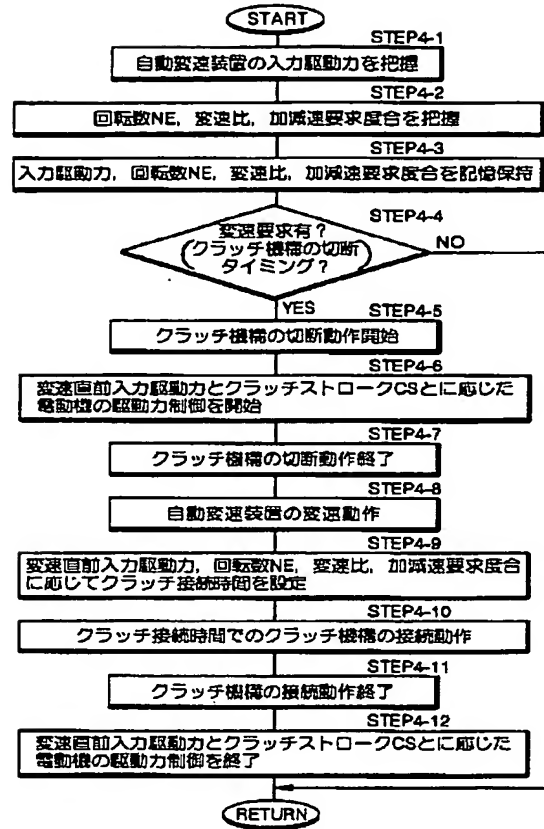 START
STEP4-1
自動変速装置の入力駆動力を把握
STEP4-2
回転数NE，変速比，加減速要求度合を把握
STEP4-3
入力駆動力，回転数NE，変速比，加減速要求度合を記憶保持
STEP4-4
変速要求有？
（クラッチ機構の切断
タイミング？）
NO
YES
STEP4-5
クラッチ機構の切断動作開始
STEP4-6
変速直前入力駆動力とクラッチストロークCSとに応じた
電動機の駆動力制御を開始
STEP4-7
クラッチ機構の切断動作終了
STEP4-8
自動変速装置の変速動作
STEP4-9
変速直前入力駆動力，回転数NE，変速比，加減速要求度合
に応じてクラッチ接続時間を設定
STEP4-10
クラッチ接続時間でのクラッチ機構の接続動作
STEP4-11
クラッチ機構の接続動作終了
STEP4-12
変速直前入力駆動力とクラッチストロークCSとに応じた
電動機の駆動力制御を終了
RETURN